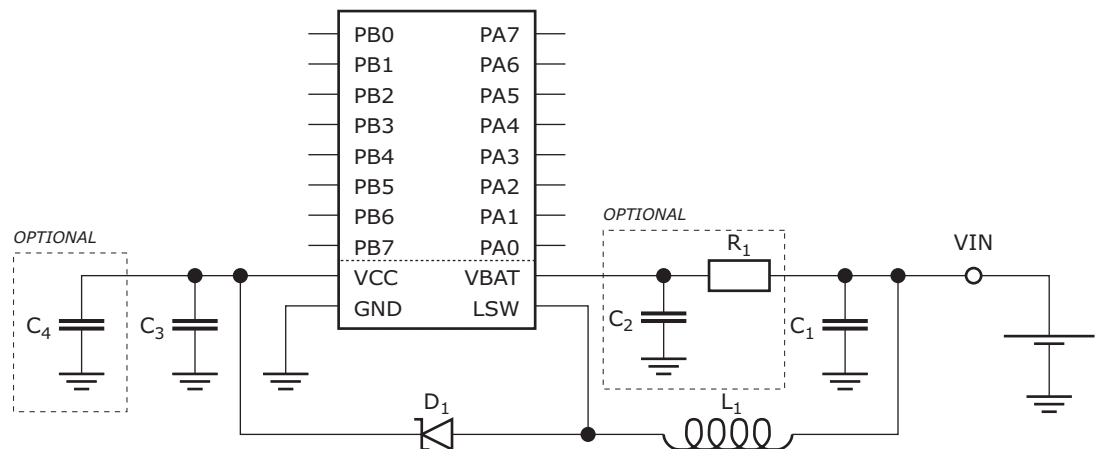 PB0 PA7
PB1 PA6
PB2 PA5
PB3 PA4
PB4 PA3
PB5 PA2
PB6 PA1
OPTIONAL
PB7 PA0
OPTIONAL
R1
VIN
VCC VBAT
GND LSW
C4
C3
C2
C1
D1
L1